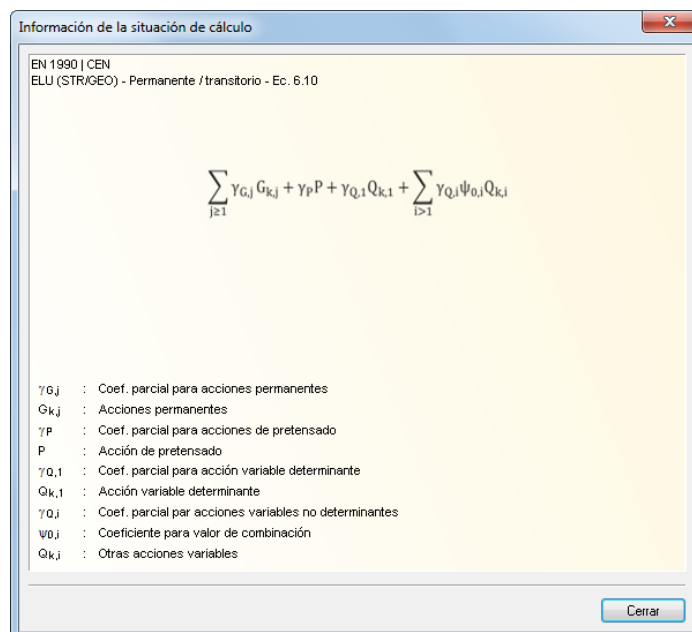 Información de la situación de cálculo
EN 1990 | CEN
ELU (STR/GEO) - Permanente / transitorio - Ec. 6.10
∑ j≥1 γG,j Gk,j + γP P + γQ,1 Qk,1 + ∑ i>1 γQ,i ψ0,i Qk,i
γG,j : Coef. parcial para acciones permanentes
Gk,j : Acciones permanentes
γP : Coef. parcial para acciones de pretensado
P : Acción de pretensado
γQ,1 : Coef. parcial para acción variable determinante
Qk,1 : Acción variable determinante
γQ,i : Coef. parcial par acciones variables no determinantes
ψ0,i : Coeficiente para valor de combinación
Qk,i : Otras acciones variables
Cerrar